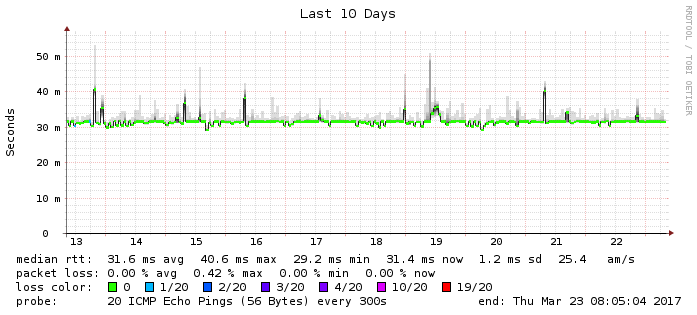 Last 10 Days
RRDTOOL / TOBI OETIKER
Seconds
50 m
40 m
30 m
20 m
10 m
0
13 14 15 16 17 18 19 20 21 22
median rtt: 31.6 ms avg 40.6 ms max 29.2 ms min 31.4 ms now 1.2 ms sd 25.4 am/s
packet loss: 0.00 % avg 0.42 % max 0.00 % min 0.00 % now
loss color: 0 1/20 2/20 3/20 4/20 10/20 19/20
probe: 20 ICMP Echo Pings (56 Bytes) every 300s end: Thu Mar 23 08:05:04 2017